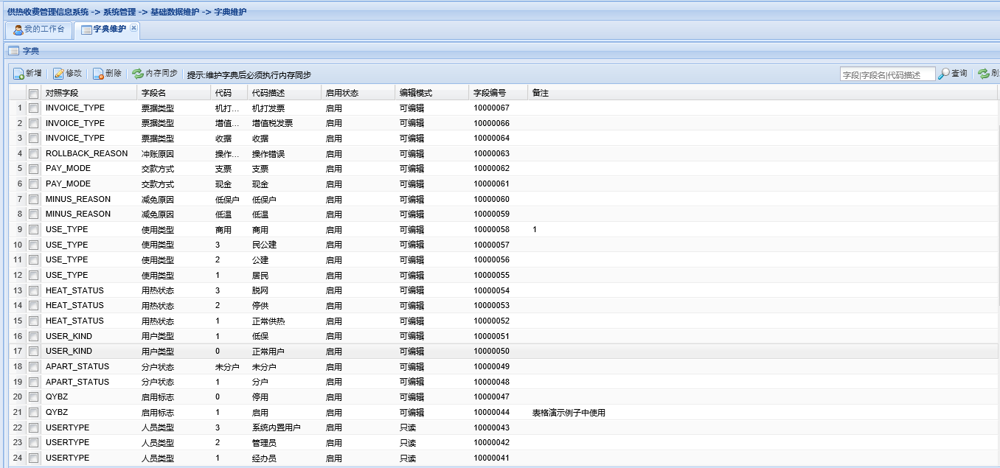 供热收费管理信息系统 -> 系统管理 -> 基础数据维护 -> 字典维护
我的工作台 字典维护
字典
新增 修改 删除 内存同步 提示:维护字典后必须执行内存同步 字段|字段名|代码描述 查询
对照字段 字段名 代码 代码描述 启用状态 编辑模式 字段编号 备注
1 INVOICE_TYPE 票据类型 机打... 机打发票 启用 可编辑 10000067
2 INVOICE_TYPE 票据类型 增值... 增值税发票 启用 可编辑 10000066
3 INVOICE_TYPE 票据类型 收据 收据 启用 可编辑 10000064
4 ROLLBACK_REASON 冲账原因 操作... 操作错误 启用 可编辑 10000063
5 PAY_MODE 交款方式 支票 支票 启用 可编辑 10000062
6 PAY_MODE 交款方式 现金 现金 启用 可编辑 10000061
7 MINUS_REASON 减免原因 低保户 低保户 启用 可编辑 10000060
8 MINUS_REASON 减免原因 低温 低温 启用 可编辑 10000059
9 USE_TYPE 使用类型 商用 商用 启用 可编辑 10000058 1
10 USE_TYPE 使用类型 3 民公建 启用 可编辑 10000057
11 USE_TYPE 使用类型 2 公建 启用 可编辑 10000056
12 USE_TYPE 使用类型 1 居民 启用 可编辑 10000055
13 HEAT_STATUS 用热状态 3 脱网 启用 可编辑 10000054
14 HEAT_STATUS 用热状态 2 停供 启用 可编辑 10000053
15 HEAT_STATUS 用热状态 1 正常供热 启用 可编辑 10000052
16 USER_KIND 用户类型 1 低保 启用 可编辑 10000051
17 USER_KIND 用户类型 0 正常用户 启用 可编辑 10000050
18 APART_STATUS 分户状态 未分户 未分户 启用 可编辑 10000049
19 APART_STATUS 分户状态 1 分户 启用 可编辑 10000048
20 QYBZ 启用标志 0 停用 启用 可编辑 10000047
21 QYBZ 启用标志 1 启用 启用 可编辑 10000044 表格演示例子中使用
22 USERTYPE 人员类型 3 系统内置用户 启用 只读 10000043
23 USERTYPE 人员类型 2 管理员 启用 只读 10000042
24 USERTYPE 人员类型 1 经办员 启用 只读 10000041